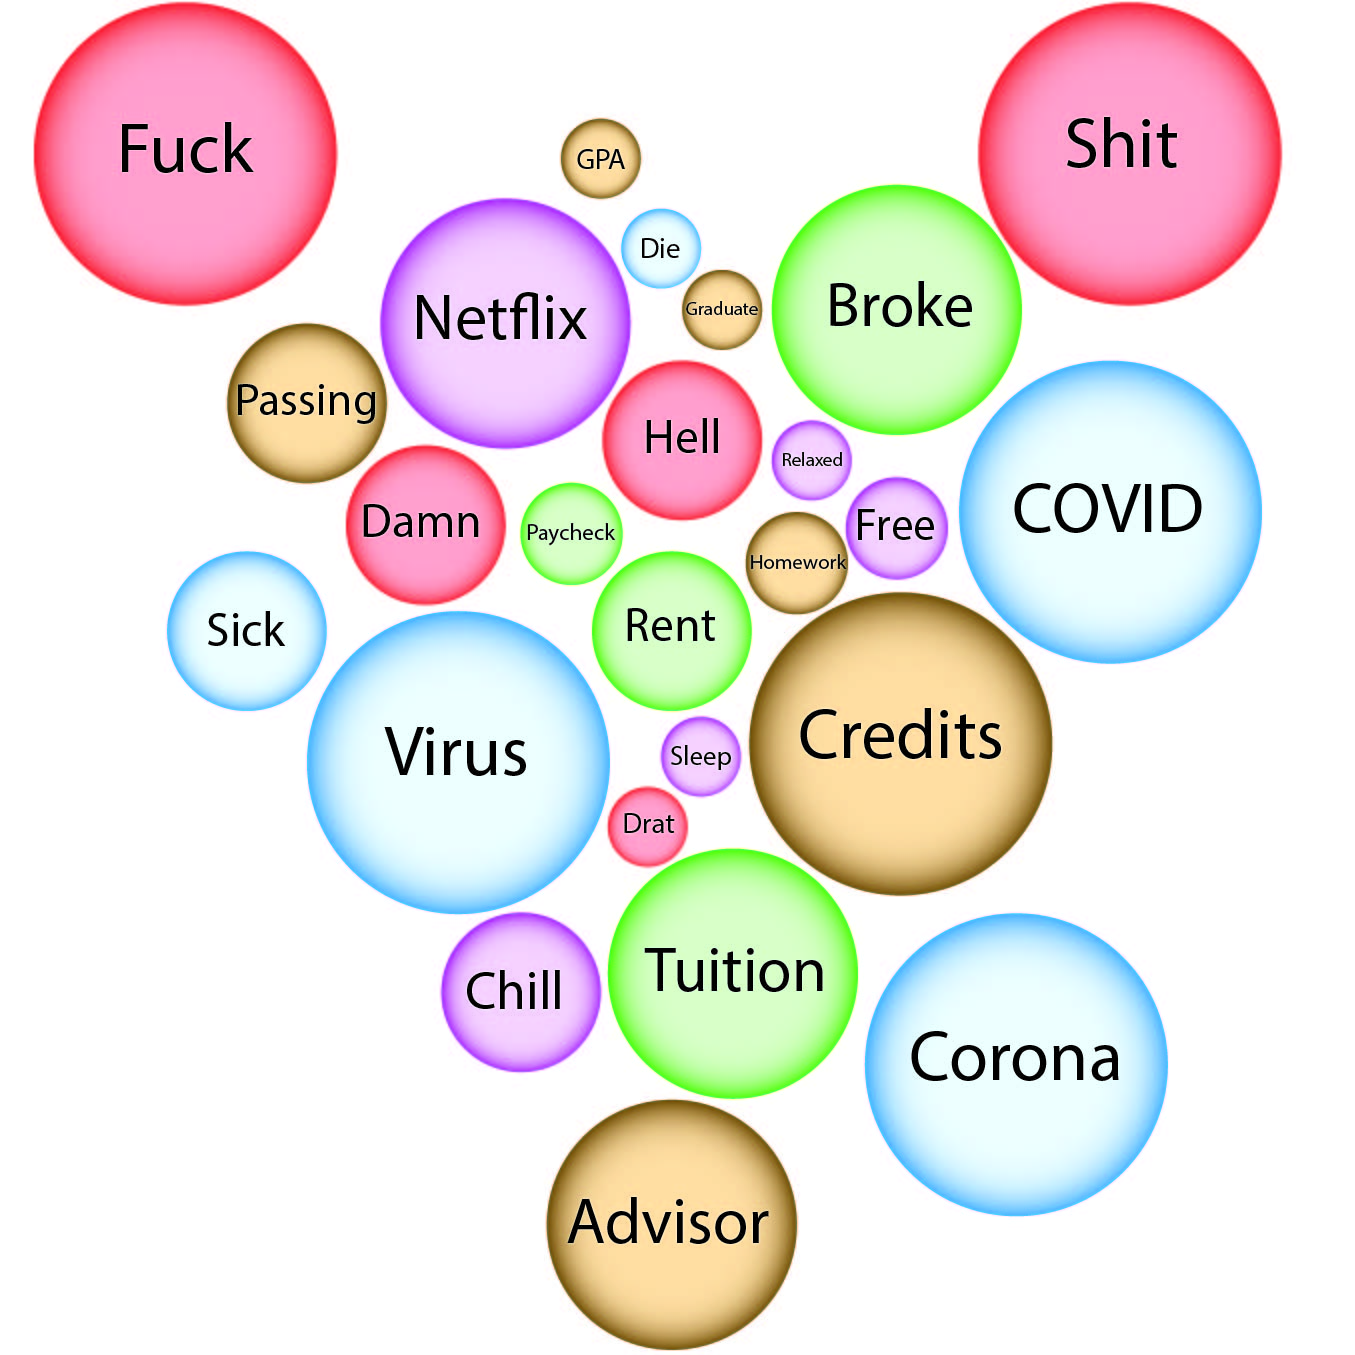 Fuck
Shit
GPA
Die
Graduate
Netflix
Broke
Passing
Hell
Relaxed
COVID
Damn
Paycheck
Free
Homework
Sick
Rent
Virus
Sleep
Credits
Drat
Chill
Tuition
Corona
Advisor